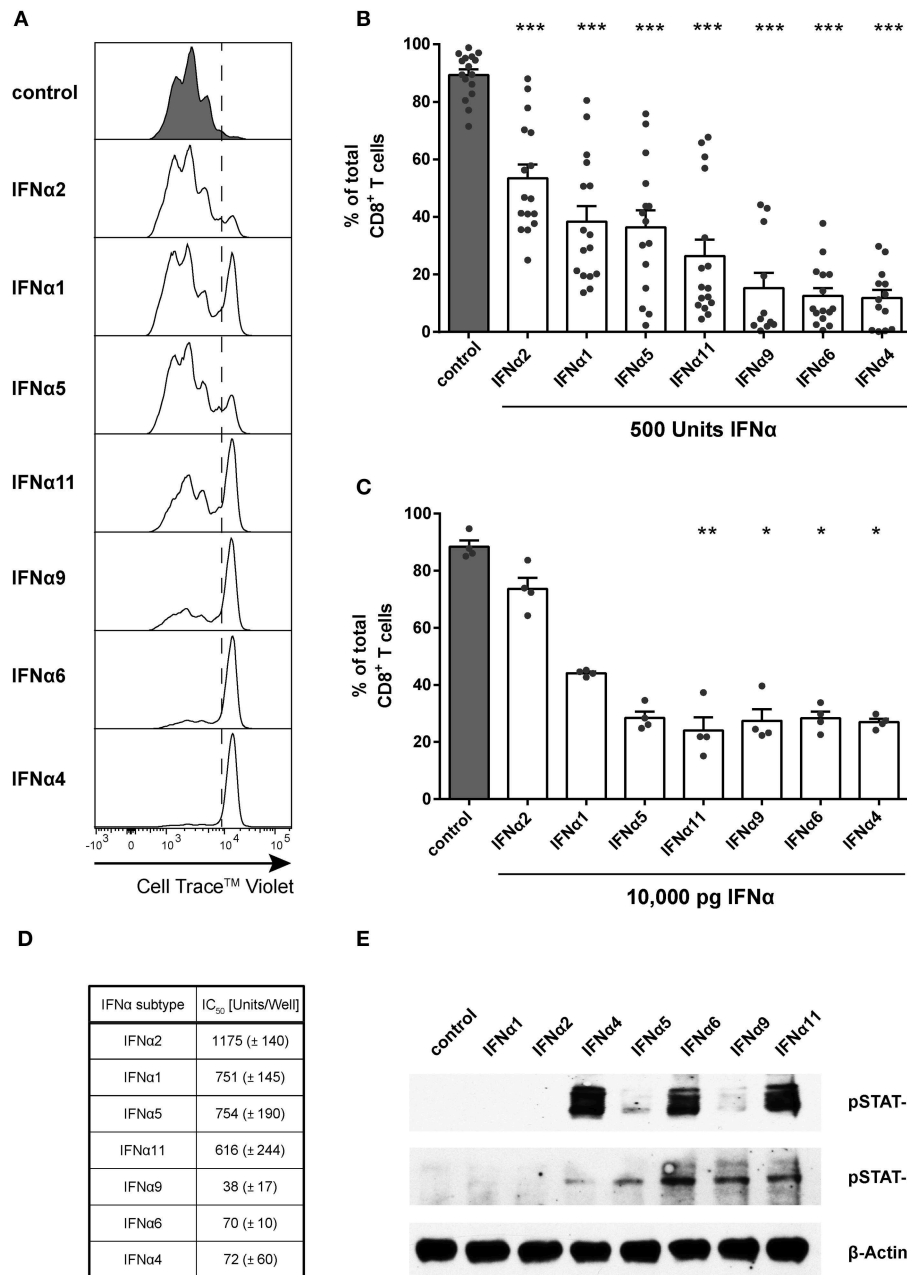 A
control
IFNα2
IFNα1
IFNα5
IFNα11
IFNα9
IFNα6
IFNα4
-10³ 0 10³ 10⁴ 10⁵
Cell Trace™ Violet
B
*** *** *** *** *** *** ***
% of total
CD8⁺ T cells
100
80
60
40
20
0
control IFNα2 IFNα1 IFNα5 IFNα11 IFNα9 IFNα6 IFNα4
500 Units IFNα
C
** * * *
% of total
CD8⁺ T cells
100
80
60
40
20
0
control IFNα2 IFNα1 IFNα5 IFNα11 IFNα9 IFNα6 IFNα4
10,000 pg IFNα
D
IFNα subtype IC₅₀ [Units/Well]
IFNα2 1175 (± 140)
IFNα1 751 (± 145)
IFNα5 754 (± 190)
IFNα11 616 (± 244)
IFNα9 38 (± 17)
IFNα6 70 (± 10)
IFNα4 72 (± 60)
E
control IFNα1 IFNα2 IFNα4 IFNα5 IFNα6 IFNα9 IFNα11
pSTAT-
pSTAT-
β-Actin